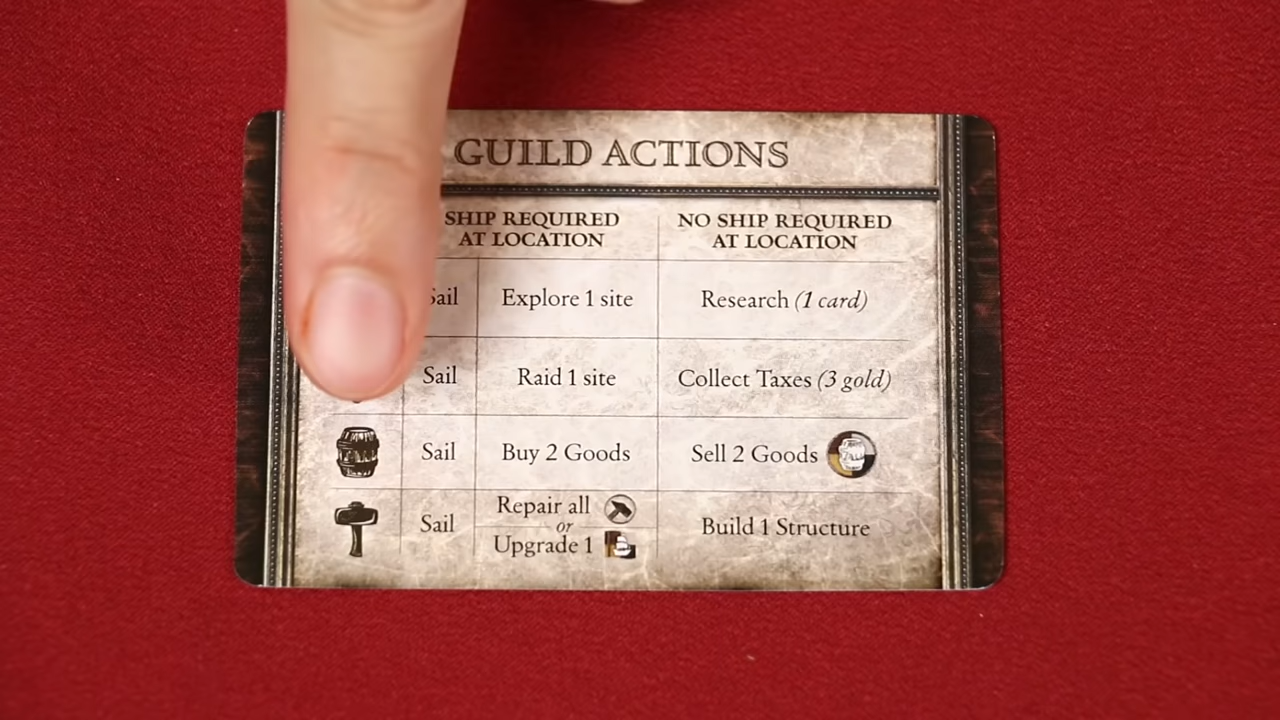 GUILD ACTIONS
SHIP REQUIRED
AT LOCATION
NO SHIP REQUIRED
AT LOCATION
Sail Explore 1 site Research (1 card)
Sail Raid 1 site Collect Taxes (3 gold)
Sail Buy 2 Goods Sell 2 Goods
Sail Repair all
or
Upgrade 1
Build 1 Structure